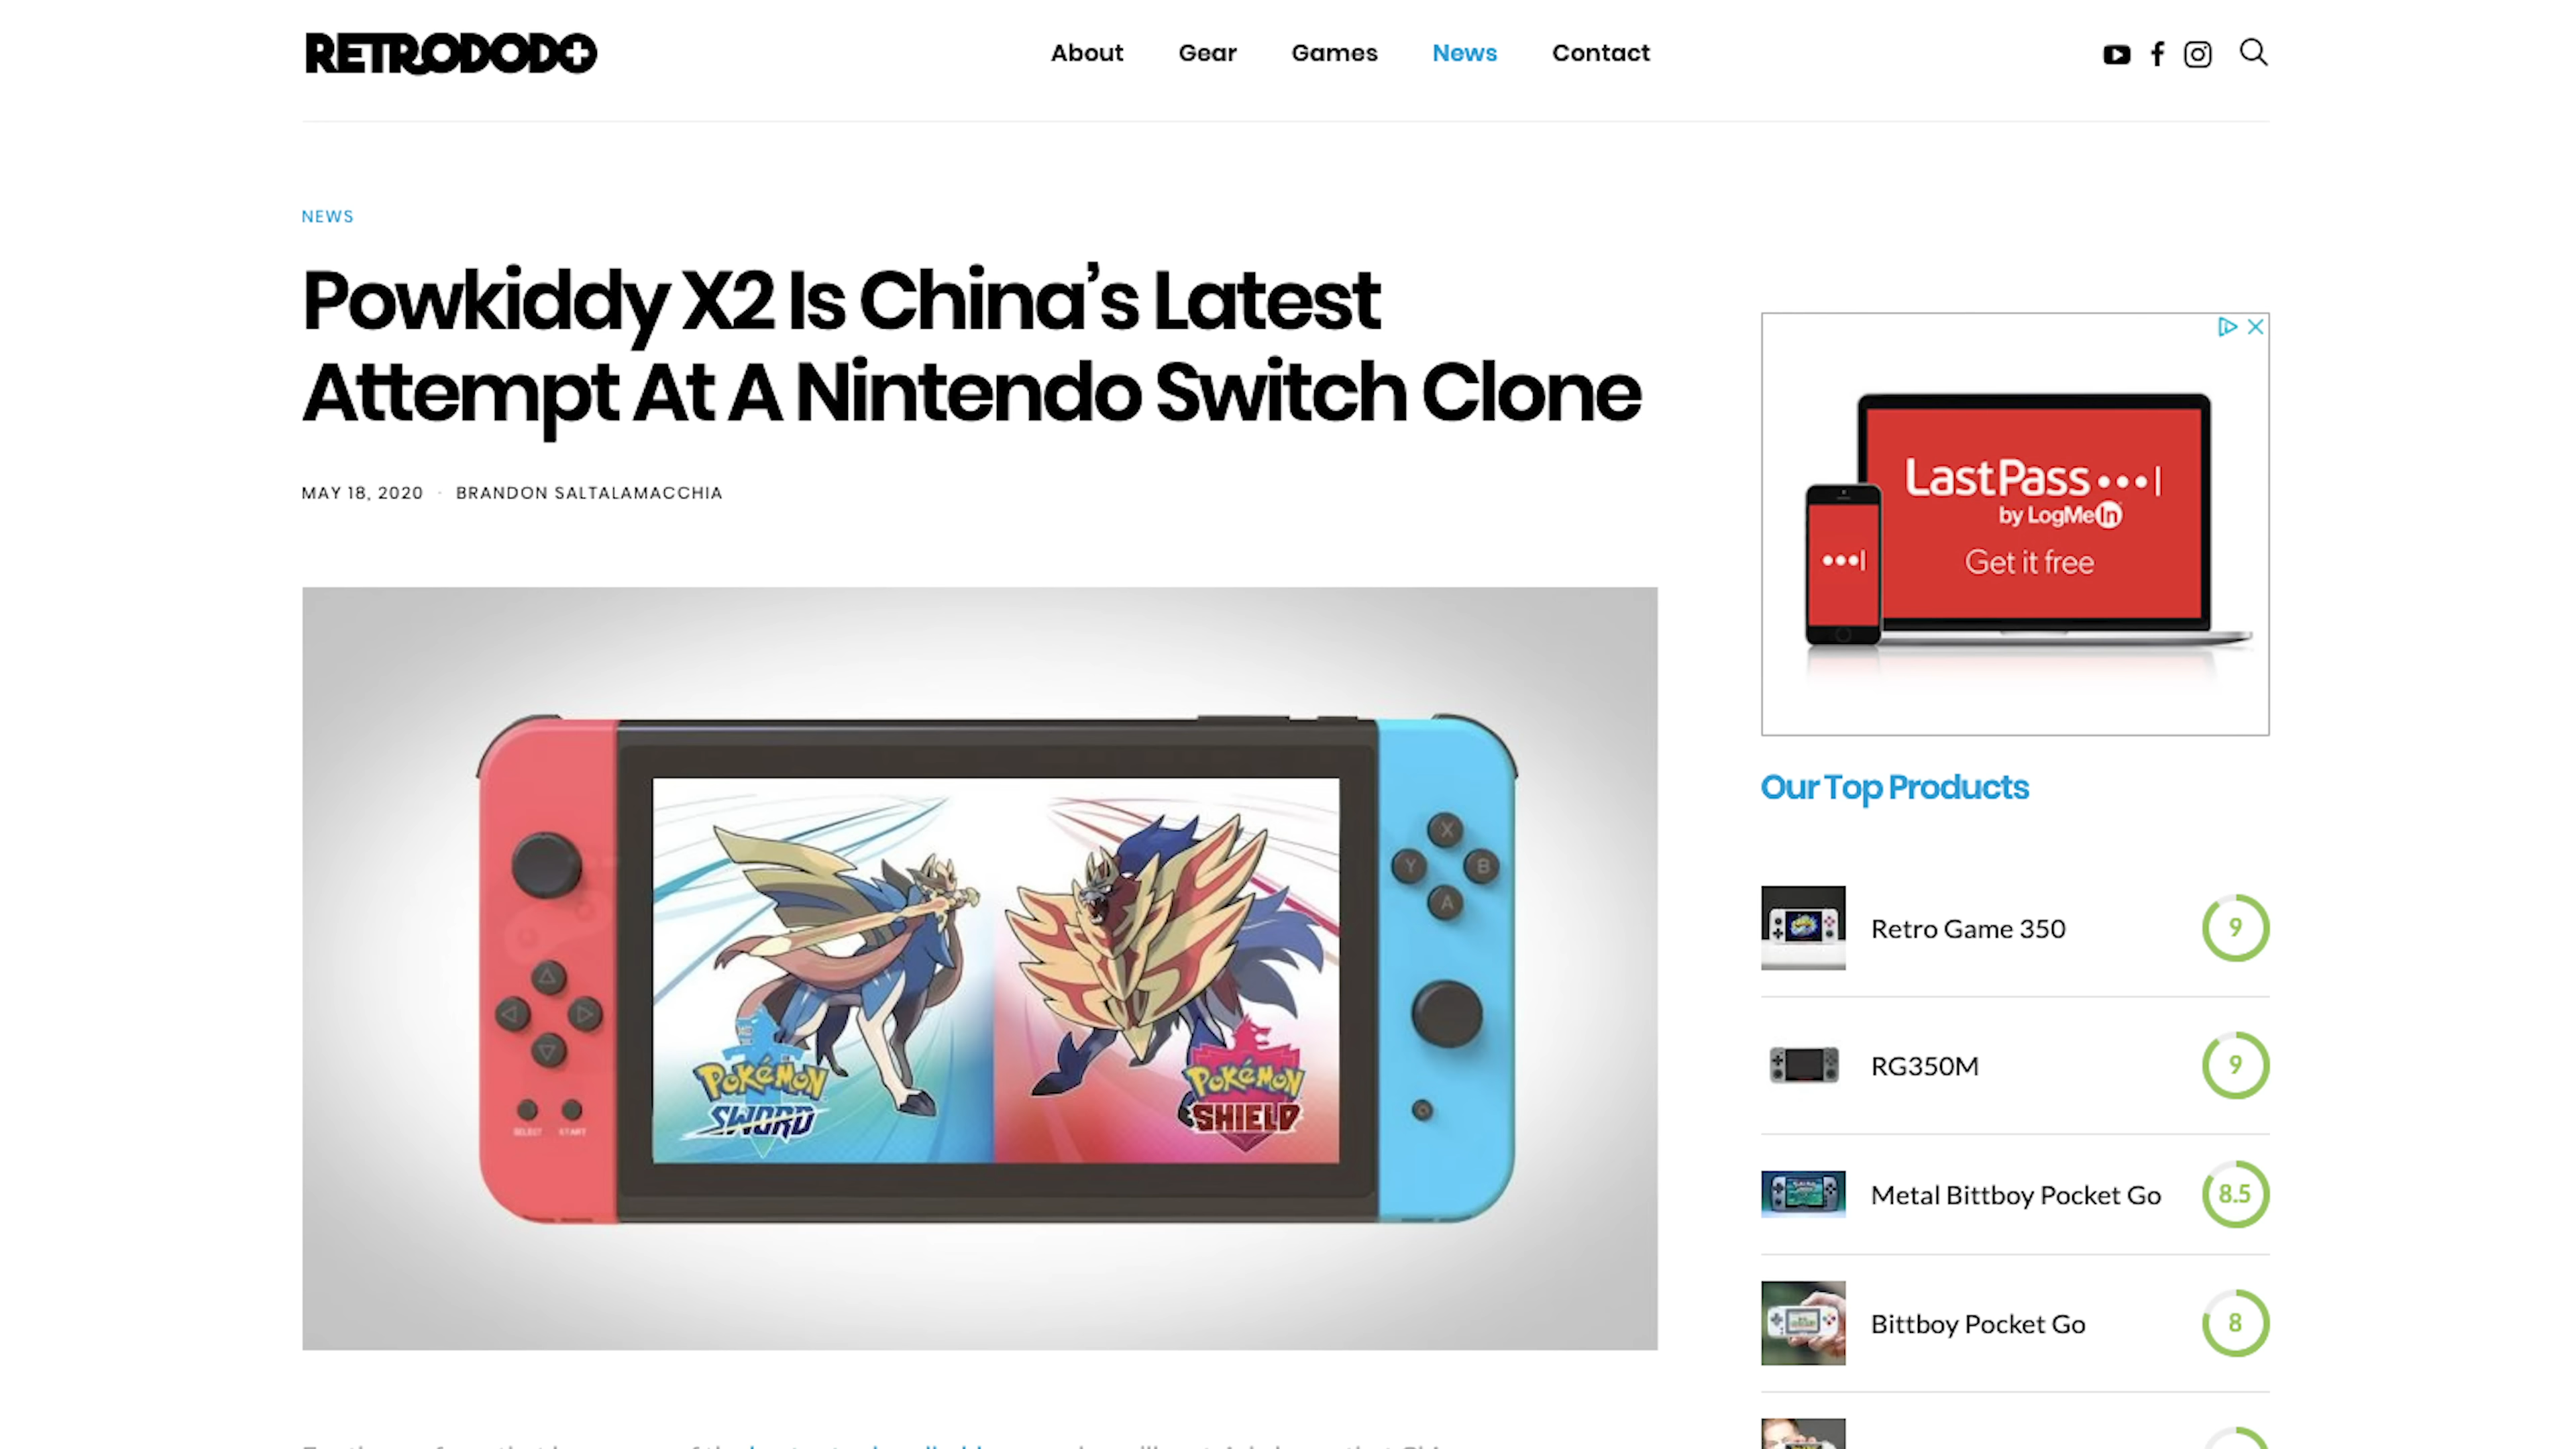 RETRODODO
About Gear Games News Contact
NEWS
Powkiddy X2 Is China’s Latest
Attempt At A Nintendo Switch Clone
MAY 18, 2020 · BRANDON SALTALAMACCHIA
LastPass •••|
by LogMeIn
Get it free
•••|
X
Y B
A
POKéMON
SWORD
POKéMON
SHIELD
SELECT START
Our Top Products
Retro Game 350 9
RG350M 9
Metal Bittboy Pocket Go 8.5
Bittboy Pocket Go 8